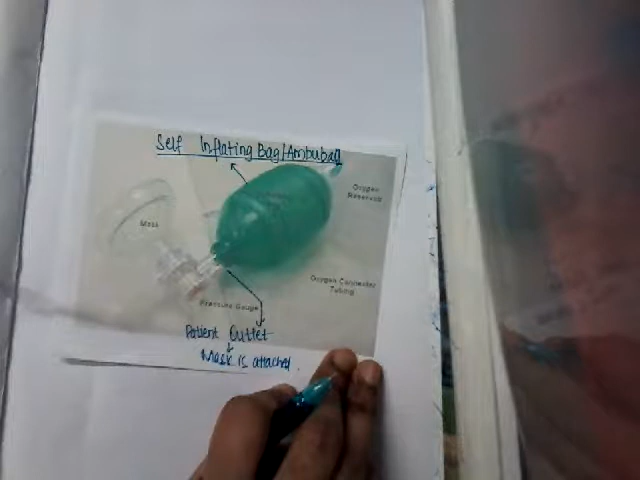 Self Inflating Bag/Ambubag
Oxygen
Reservoir
Mask
Oxygen Connector
Tubing
Pressure Gauge
Patient Outlet
Mask is attached.